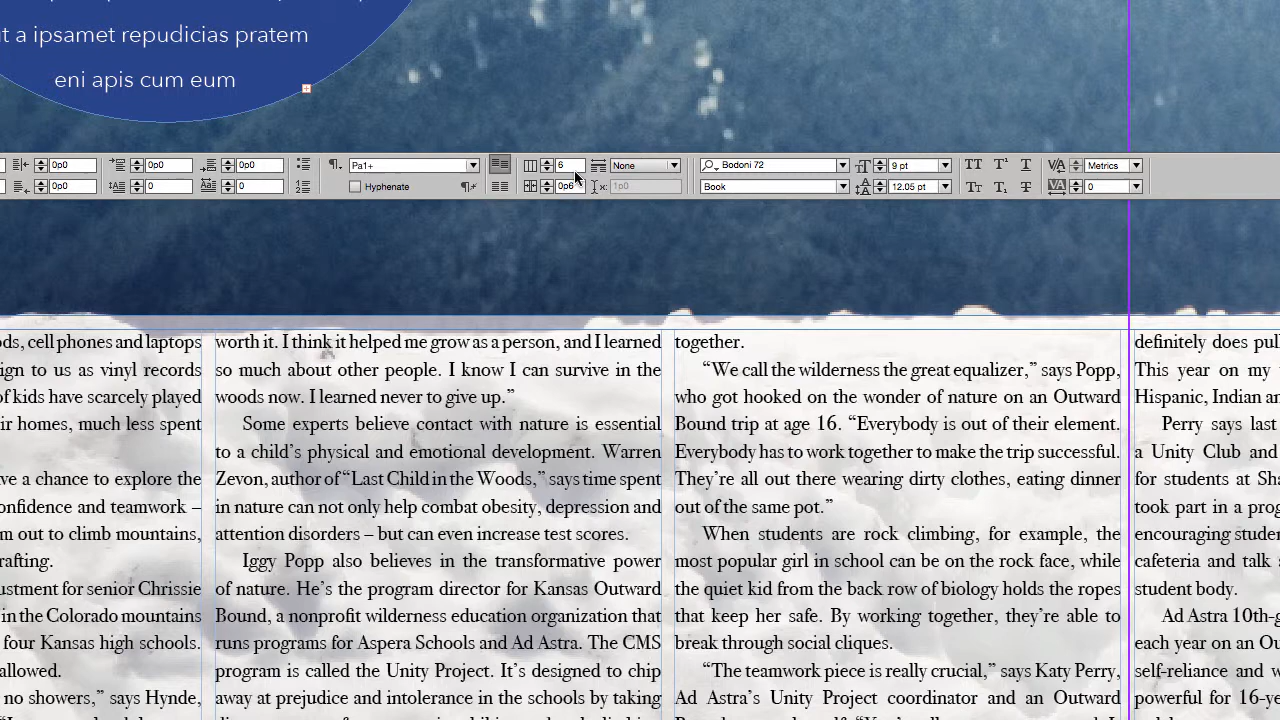 t a ipsamet repudicias pratem
eni apis cum eum
0p0 0p0 0p0 Pa1+ 6 None Bodoni 72 9 pt TT T¹ T Metrics
0p0 0 0 Hyphenate 0p6 1p0 Book 12.05 pt Tт T₁ T 0
ods, cell phones and laptops
ign to us as vinyl records
of kids have scarcely played
ir homes, much less spent
ve a chance to explore the
onfidence and teamwork –
m out to climb mountains,
rafting.
ustment for senior Chrissie
in the Colorado mountains
four Kansas high schools.
allowed.
no showers,” says Hynde,
worth it. I think it helped me grow as a person, and I learned
so much about other people. I know I can survive in the
woods now. I learned never to give up.”
Some experts believe contact with nature is essential
to a child’s physical and emotional development. Warren
Zevon, author of “Last Child in the Woods,” says time spent
in nature can not only help combat obesity, depression and
attention disorders – but can even increase test scores.
Iggy Popp also believes in the transformative power
of nature. He’s the program director for Kansas Outward
Bound, a nonprofit wilderness education organization that
runs programs for Aspera Schools and Ad Astra. The CMS
program is called the Unity Project. It’s designed to chip
away at prejudice and intolerance in the schools by taking
together.
“We call the wilderness the great equalizer,” says Popp,
who got hooked on the wonder of nature on an Outward
Bound trip at age 16. “Everybody is out of their element.
Everybody has to work together to make the trip successful.
They’re all out there wearing dirty clothes, eating dinner
out of the same pot.”
When students are rock climbing, for example, the
most popular girl in school can be on the rock face, while
the quiet kid from the back row of biology holds the ropes
that keep her safe. By working together, they’re able to
break through social cliques.
“The teamwork piece is really crucial,” says Katy Perry,
Ad Astra’s Unity Project coordinator and an Outward
definitely does pul
This year on my
Hispanic, Indian an
Perry says last
a Unity Club and
for students at Sha
took part in a prog
encouraging studen
cafeteria and talk
student body.
Ad Astra 10th-g
each year on an Ou
self-reliance and w
powerful for 16-ye